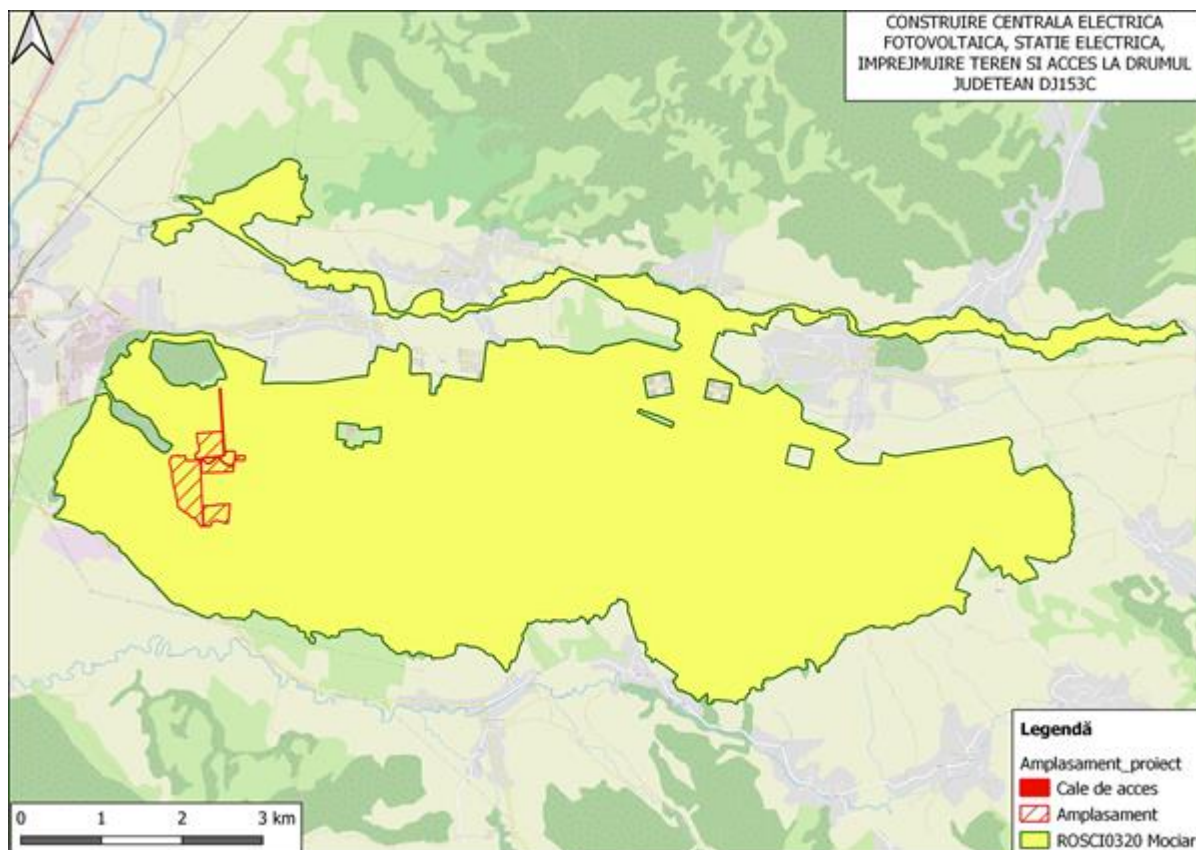 CONSTRUIRE CENTRALA ELECTRICA
FOTOVOLTAICA, STATIE ELECTRICA,
IMPREJMUIRE TEREN SI ACCES LA DRUMUL
JUDETEAN DJ153C
Legendă
Amplasament_proiect
Cale de acces
Amplasament
ROSCI0320 Mociar
0 1 2 3 km